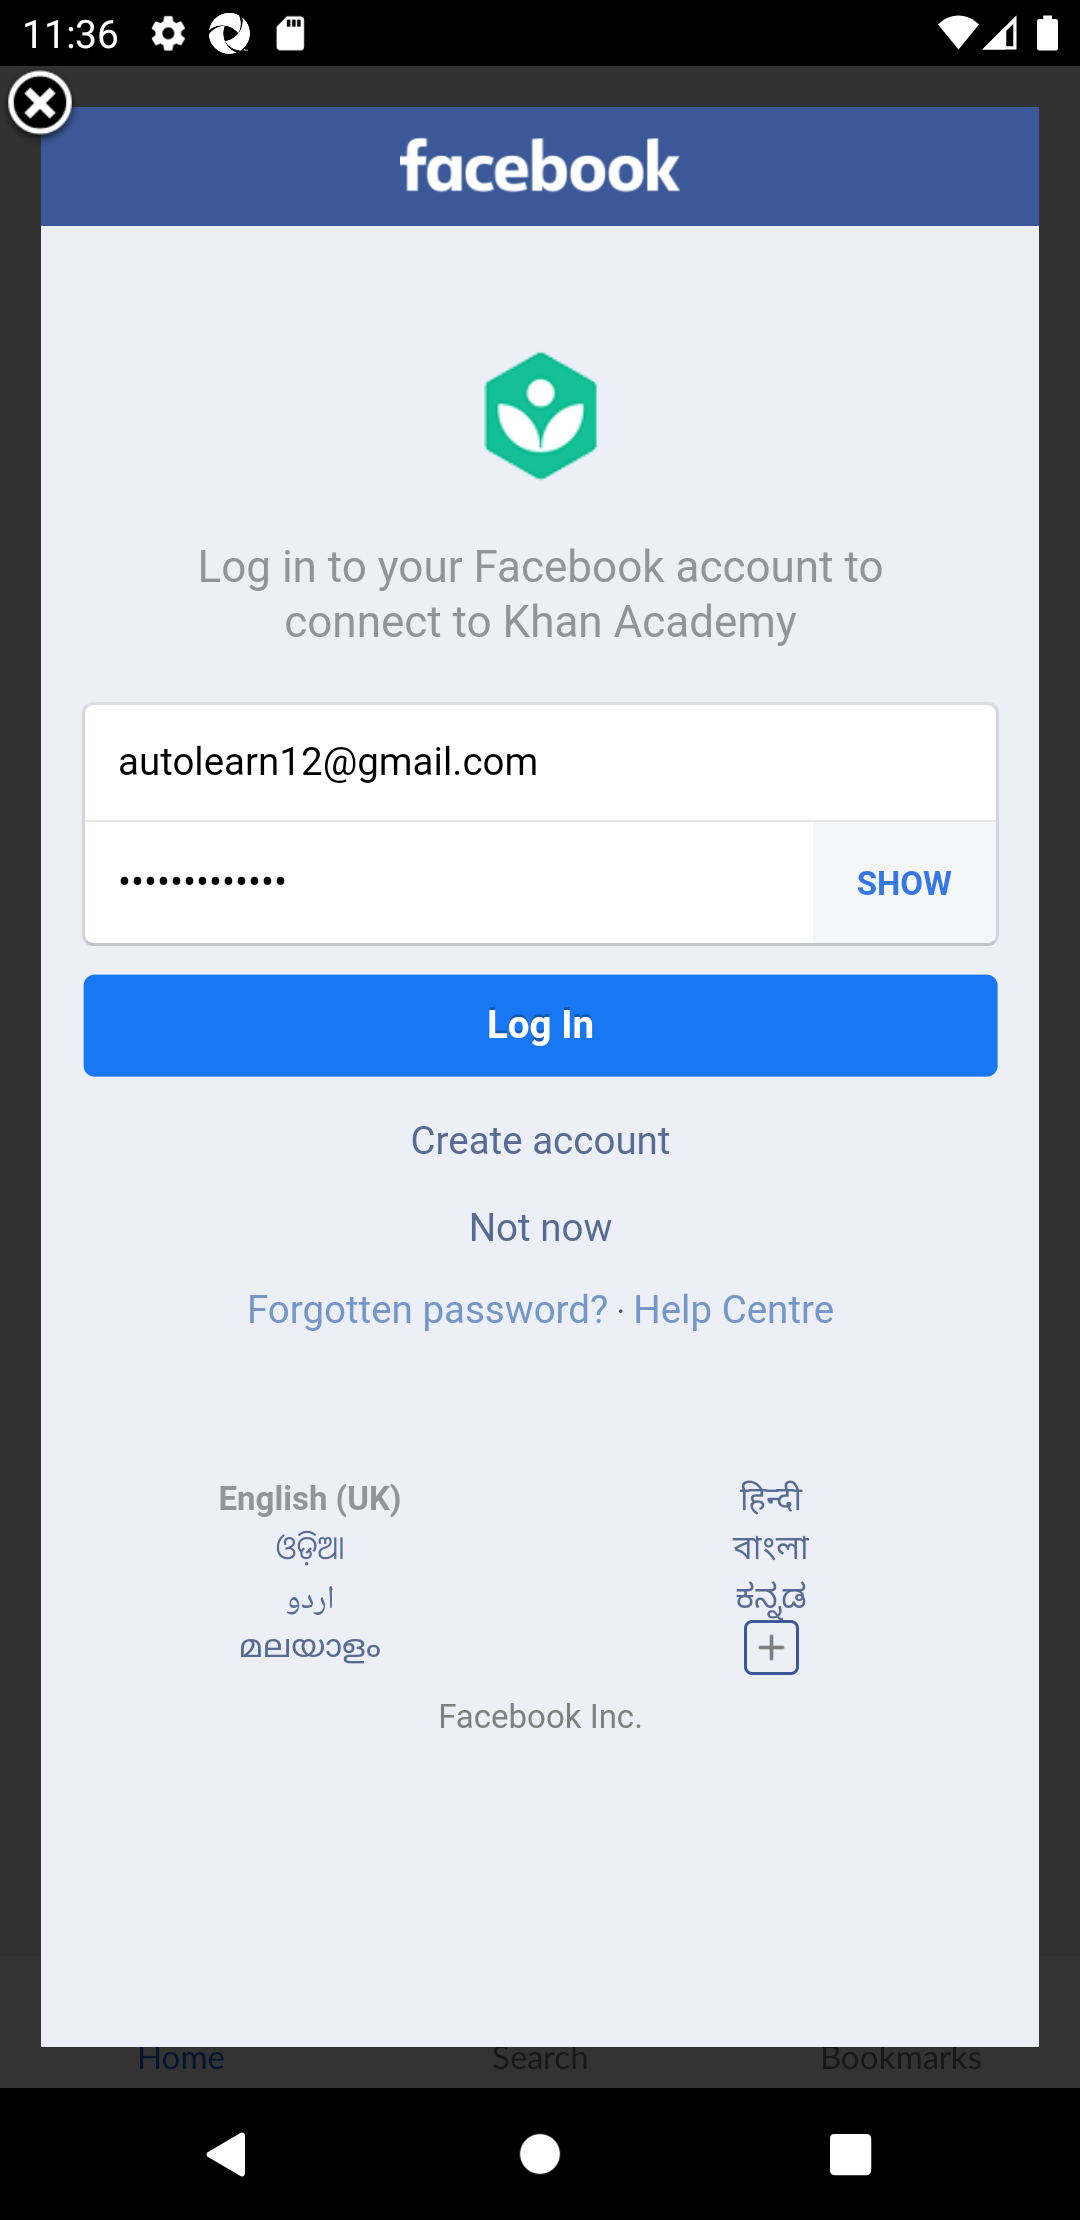 11:36
facebook
Log in to your Facebook account to
connect to Khan Academy
autolearn12@gmail.com
•••••••••••••
SHOW
Log In
Create account
Not now
Forgotten password? · Help Centre
English (UK)
हिन्दी
ଓଡ଼ିଆ
বাংলা
اردو
ಕನ್ನಡ
മലയാളം
Facebook Inc.
Home
Search
Bookmarks